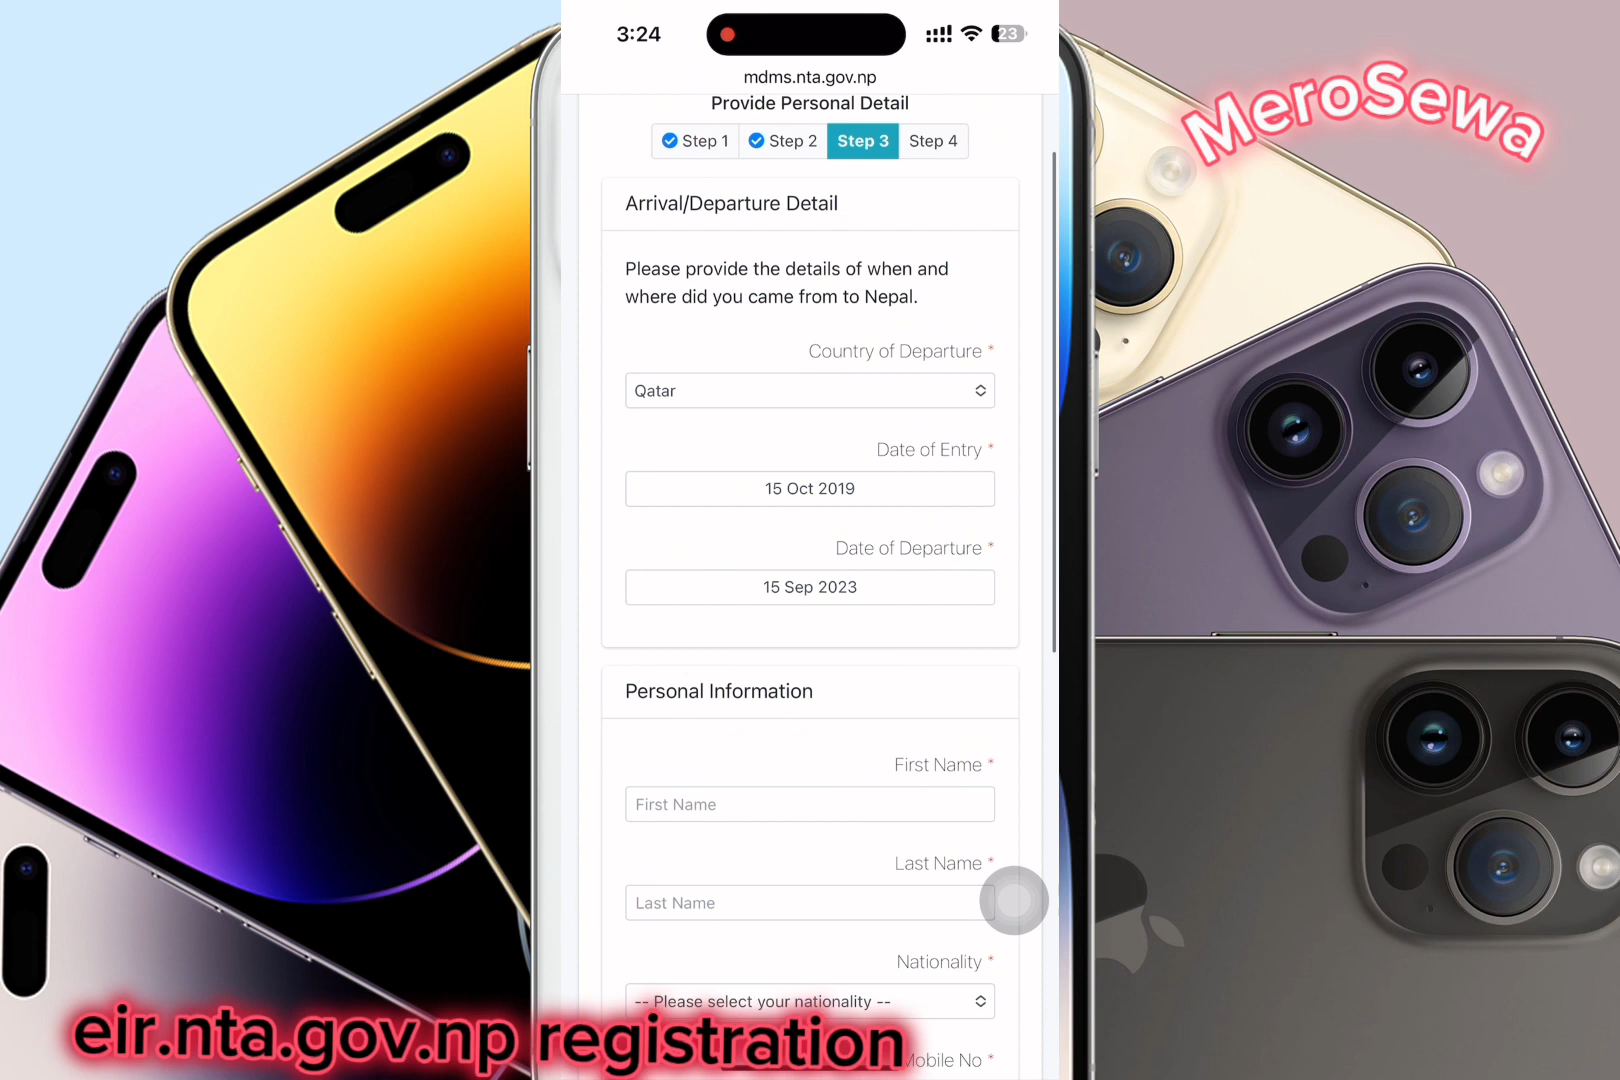 3:24
23
mdms.nta.gov.np
MeroSewa
Provide Personal Detail
Step 1
Step 2
Step 3
Step 4
Arrival/Departure Detail
Please provide the details of when and
where did you came from to Nepal.
Country of Departure *
Qatar
Date of Entry *
15 Oct 2019
Date of Departure *
15 Sep 2023
Personal Information
First Name *
First Name
Last Name *
Last Name
Nationality *
-- Please select your nationality --
Mobile No *
eir.nta.gov.np registration